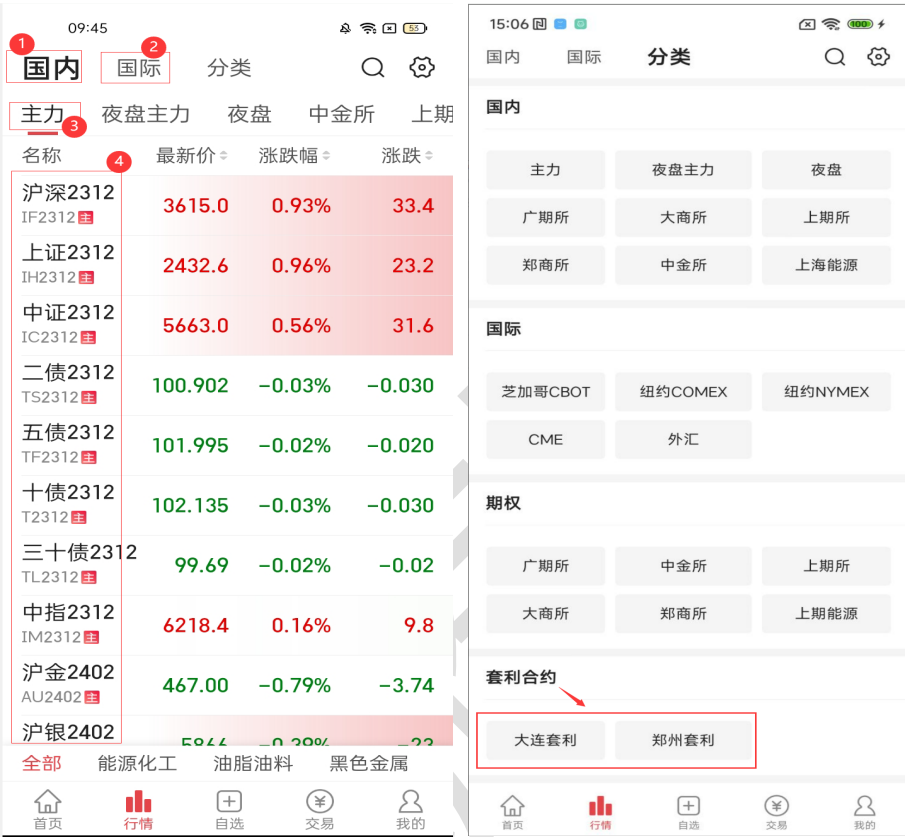 09:45
53
1
2
国内 国际 分类
主力 夜盘主力 夜盘 中金所 上期
3
名称 最新价 涨跌幅 涨跌
4
沪深2312
IF2312 主
3615.0 0.93% 33.4
上证2312
IH2312 主
2432.6 0.96% 23.2
中证2312
IC2312 主
5663.0 0.56% 31.6
二债2312
TS2312 主
100.902 -0.03% -0.030
五债2312
TF2312 主
101.995 -0.02% -0.020
十债2312
T2312 主
102.135 -0.03% -0.030
三十债2312
TL2312 主
99.69 -0.02% -0.02
中指2312
IM2312 主
6218.4 0.16% 9.8
沪金2402
AU2402 主
467.00 -0.79% -3.74
沪银2402
5866 -0.39% -23
全部 能源化工 油脂油料 黑色金属
首页 行情 自选 交易 我的
15:06
100
国内 国际 分类
国内
主力 夜盘主力 夜盘
广期所 大商所 上期所
郑商所 中金所 上海能源
国际
芝加哥CBOT 纽约COMEX 纽约NYMEX
CME 外汇
期权
广期所 中金所 上期所
大商所 郑商所 上期能源
套利合约
大连套利 郑州套利
首页 行情 自选 交易 我的